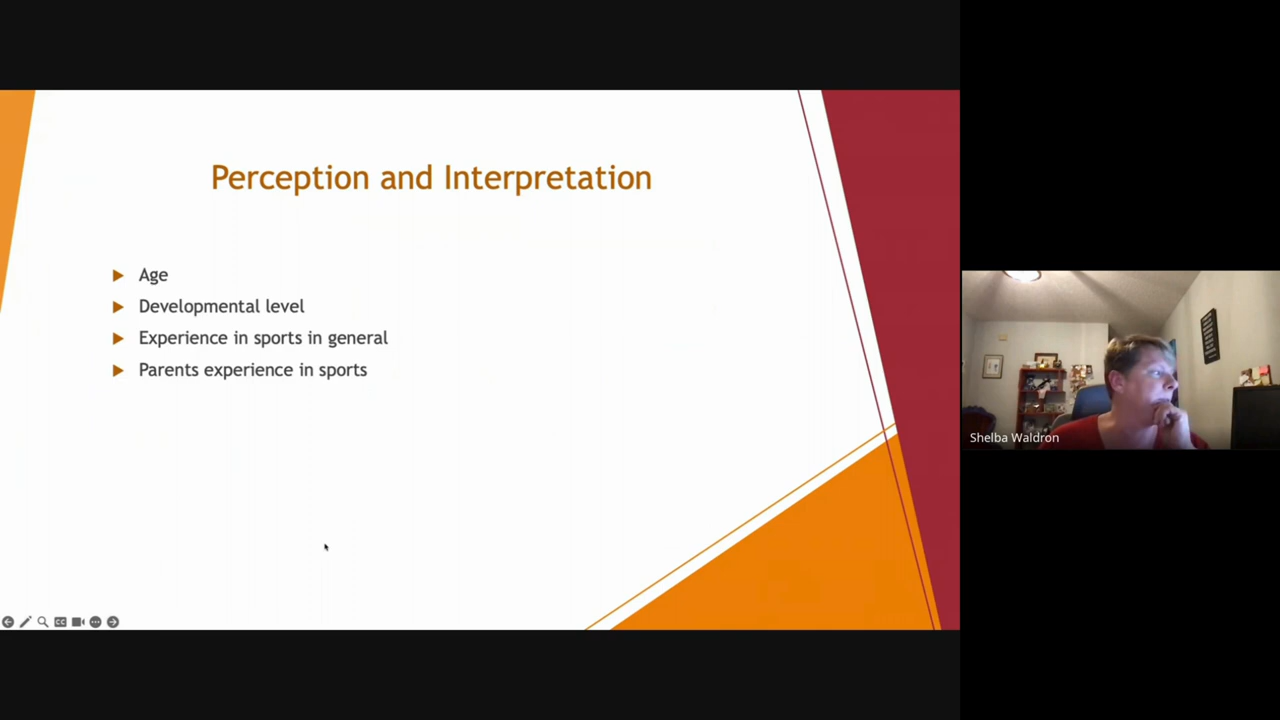 Perception and Interpretation
Age
Developmental level
Experience in sports in general
Parents experience in sports
Shelba Waldron